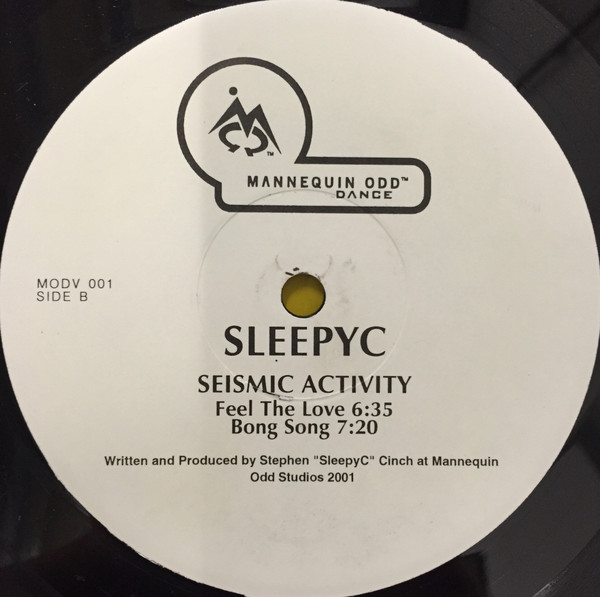 MANNEQUIN ODD™
DANCE
MODV 001
SIDE B
SLEEPYC
SEISMIC ACTIVITY
Feel The Love 6:35
Bong Song 7:20
Written and Produced by Stephen "SleepyC" Cinch at Mannequin
Odd Studios 2001